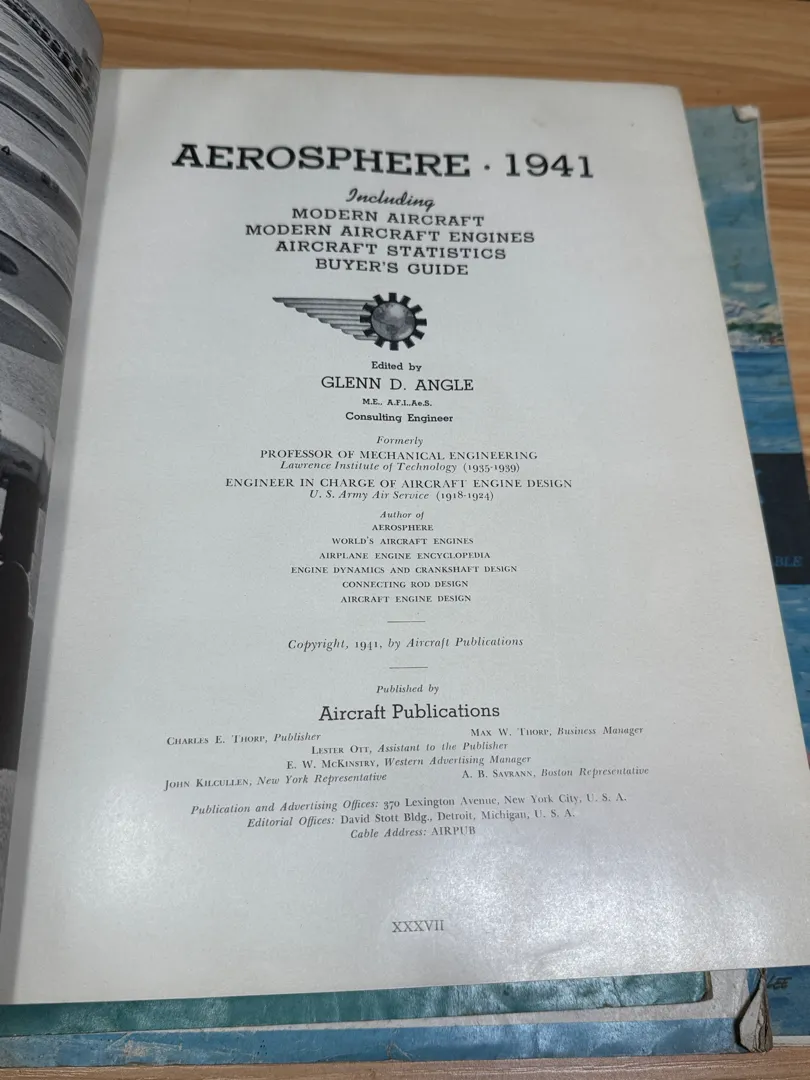 AEROSPHERE · 1941
Including
MODERN AIRCRAFT
MODERN AIRCRAFT ENGINES
AIRCRAFT STATISTICS
BUYER'S GUIDE
Edited by
GLENN D. ANGLE
M.E., A.F.I.Ae.S.
Consulting Engineer
Formerly
PROFESSOR OF MECHANICAL ENGINEERING
Lawrence Institute of Technology (1935-1939)
ENGINEER IN CHARGE OF AIRCRAFT ENGINE DESIGN
U. S. Army Air Service (1918-1924)
Author of
AEROSPHERE
WORLD'S AIRCRAFT ENGINES
AIRPLANE ENGINE ENCYCLOPEDIA
ENGINE DYNAMICS AND CRANKSHAFT DESIGN
CONNECTING ROD DESIGN
AIRCRAFT ENGINE DESIGN
Copyright, 1941, by Aircraft Publications
Published by
Aircraft Publications
CHARLES E. THORP, Publisher MAX W. THORP, Business Manager
LESTER OTT, Assistant to the Publisher
E. W. MCKINSTRY, Western Advertising Manager
JOHN KILCULLEN, New York Representative A. B. SAVRANN, Boston Representative
Publication and Advertising Offices: 370 Lexington Avenue, New York City, U. S. A.
Editorial Offices: David Stott Bldg., Detroit, Michigan, U. S. A.
Cable Address: AIRPUB
XXXVII
BLE